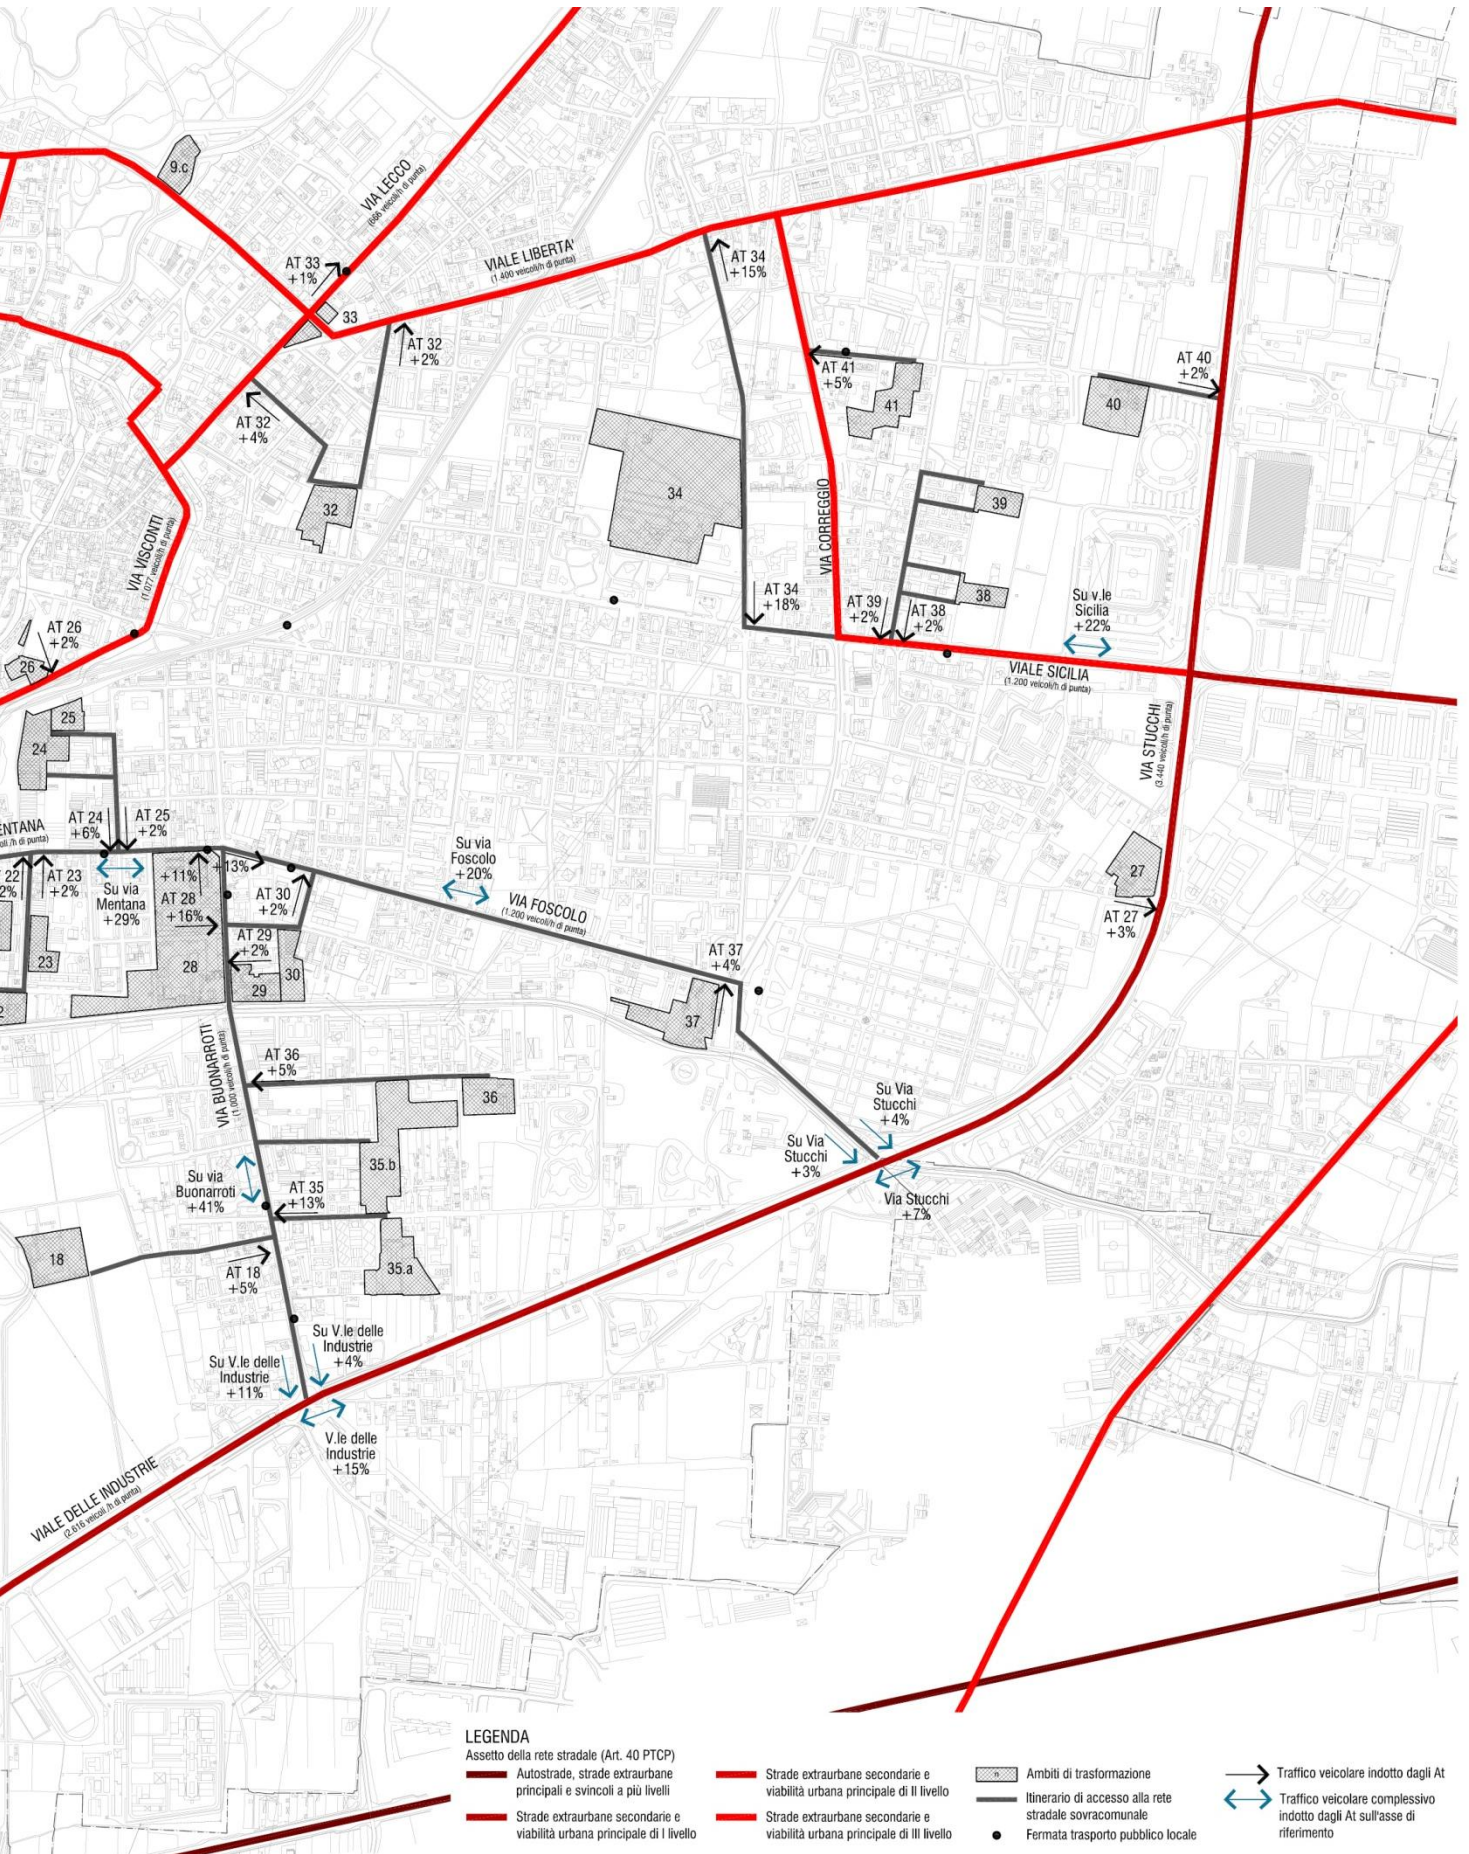 9.c
VIA LECCO
(666 veicoli/h di punta)
AT 33
+1%
33
VIALE LIBERTA'
(1.400 veicoli/h di punta)
AT 34
+15%
AT 32
+2%
AT 32
+4%
32
34
AT 41
+5%
41
AT 40
+2%
40
VIA CORREGGIO
39
38
VIA VISCONTI
(1.077 veicoli/h di punta)
AT 26
+2%
26
AT 34
+18%
AT 39
+2%
AT 38
+2%
Su v.le
Sicilia
+22%
VIALE SICILIA
(1.200 veicoli/h di punta)
25
24
VIA STUCCHI
(3.440 veicoli/h di punta)
ENTANA
AT 24
+6%
AT 25
+2%
22
2%
AT 23
+2%
23
Su via
Mentana
+29%
+11%
+13%
AT 28
+16%
28
AT 30
+2%
AT 29
+2%
29
30
Su via
Foscolo
+20%
VIA FOSCOLO
(1.200 veicoli/h di punta)
27
AT 27
+3%
AT 37
+4%
37
2
VIA BUONARROTI
(1.000 veicoli/h di punta)
AT 36
+5%
36
35.b
Su via
Buonarroti
+41%
AT 35
+13%
35.a
18
AT 18
+5%
Su Via
Stucchi
+4%
Su Via
Stucchi
+3%
Via Stucchi
+7%
Su V.le delle
Industrie
+4%
Su V.le delle
Industrie
+11%
V.le delle
Industrie
+15%
VIALE DELLE INDUSTRIE
(2.616 veicoli /h di punta)
LEGENDA
Assetto della rete stradale (Art. 40 PTCP)
Autostrade, strade extraurbane
principali e svincoli a più livelli
Strade extraurbane secondarie e
viabilità urbana principale di I livello
Strade extraurbane secondarie e
viabilità urbana principale di II livello
Strade extraurbane secondarie e
viabilità urbana principale di III livello
n
Ambiti di trasformazione
Itinerario di accesso alla rete
stradale sovracomunale
Fermata trasporto pubblico locale
Traffico veicolare indotto dagli At
Traffico veicolare complessivo
indotto dagli At sull'asse di
riferimento